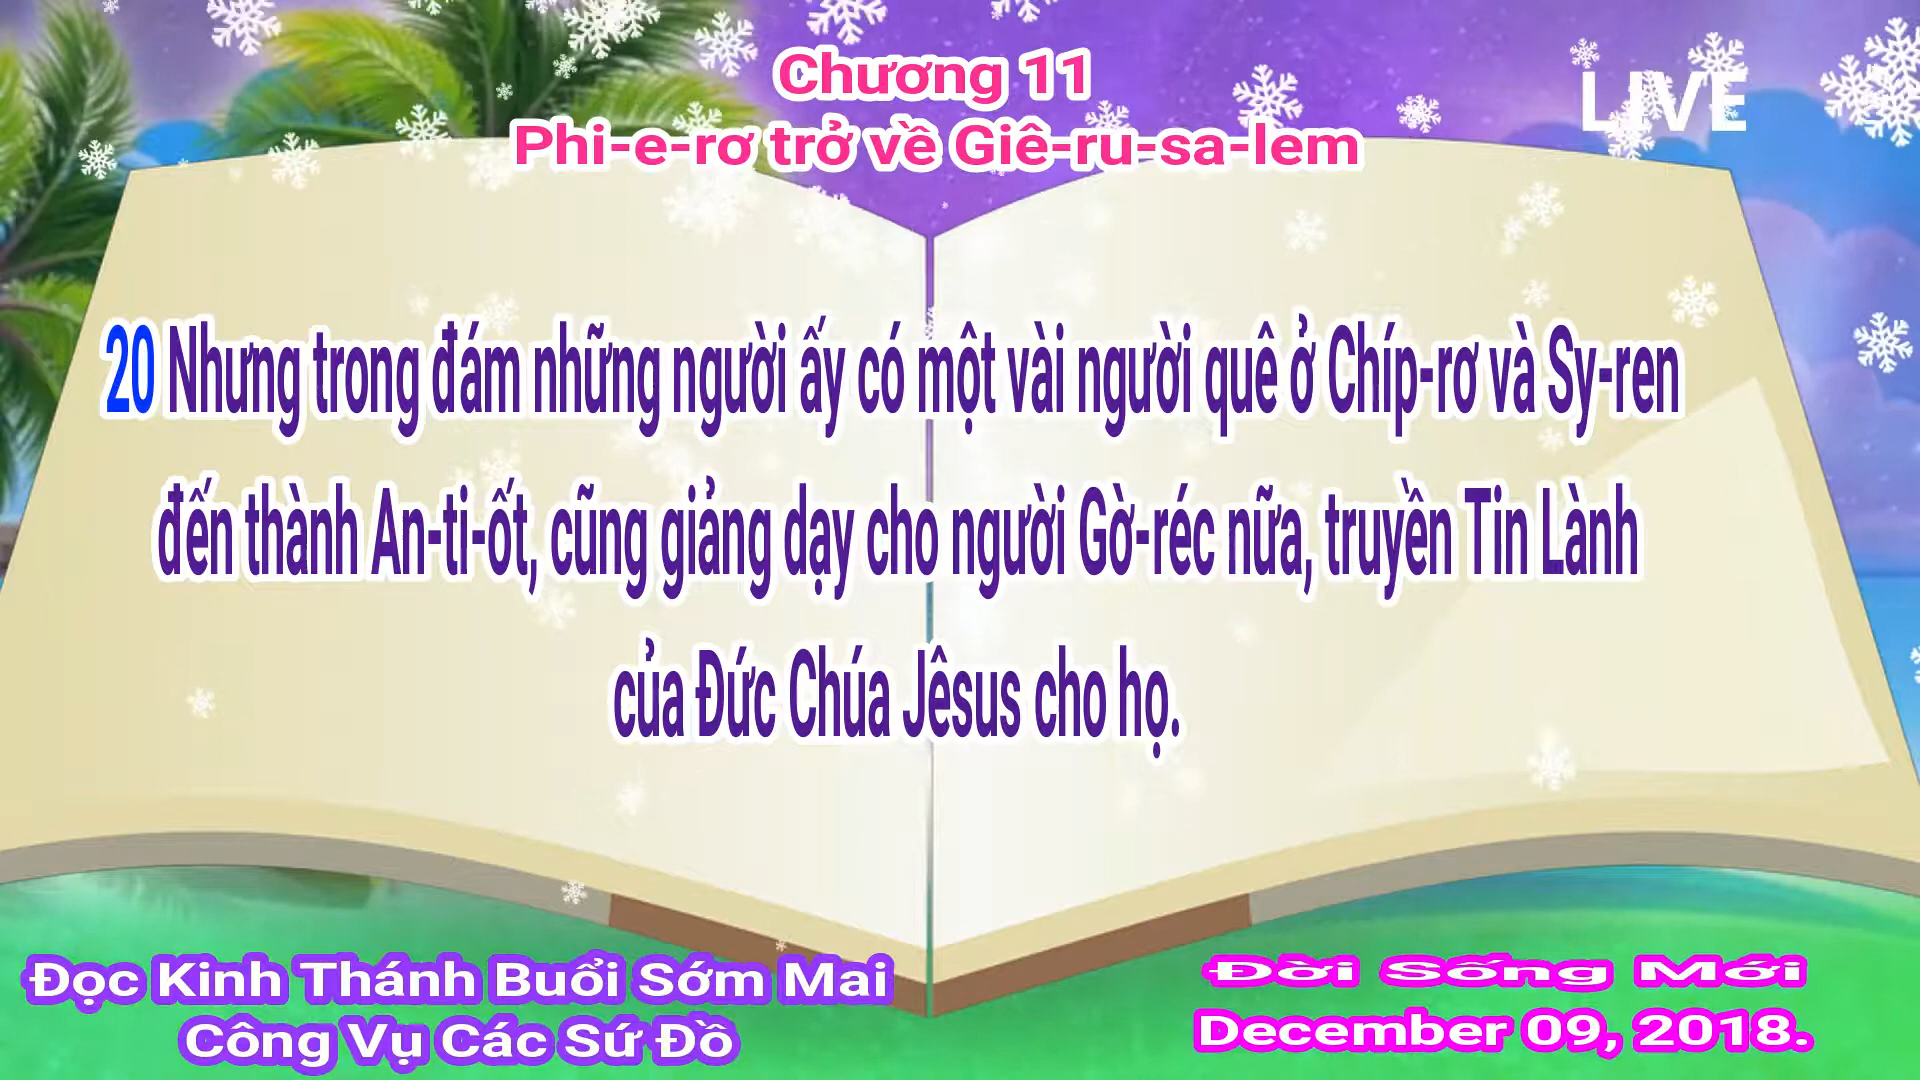 Chương 11
LIVE
Phi-e-rơ trở về Giê-ru-sa-lem
20 Nhưng trong đám những người ấy có một vài người quê ở Chíp-rơ và Sy-ren
đến thành An-ti-ốt, cũng giảng dạy cho người Gờ-réc nữa, truyền Tin Lành
của Đức Chúa Jêsus cho họ.
Đọc Kinh Thánh Buổi Sớm Mai
Công Vụ Các Sứ Đồ
Đời Sống Mới
December 09, 2018.